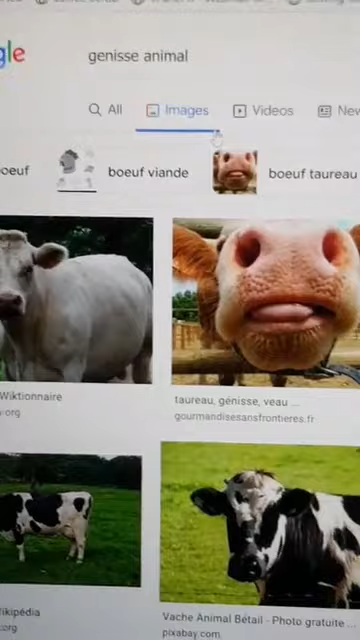 gle
genisse animal
All Images Videos New
oeuf boeuf viande boeuf taureau
Wiktionnaire
.org
taureau, génisse, veau ...
gourmandisesansfrontieres.fr
ikipédia
.org
Vache Animal Bétail - Photo gratuite ...
pixabay.com